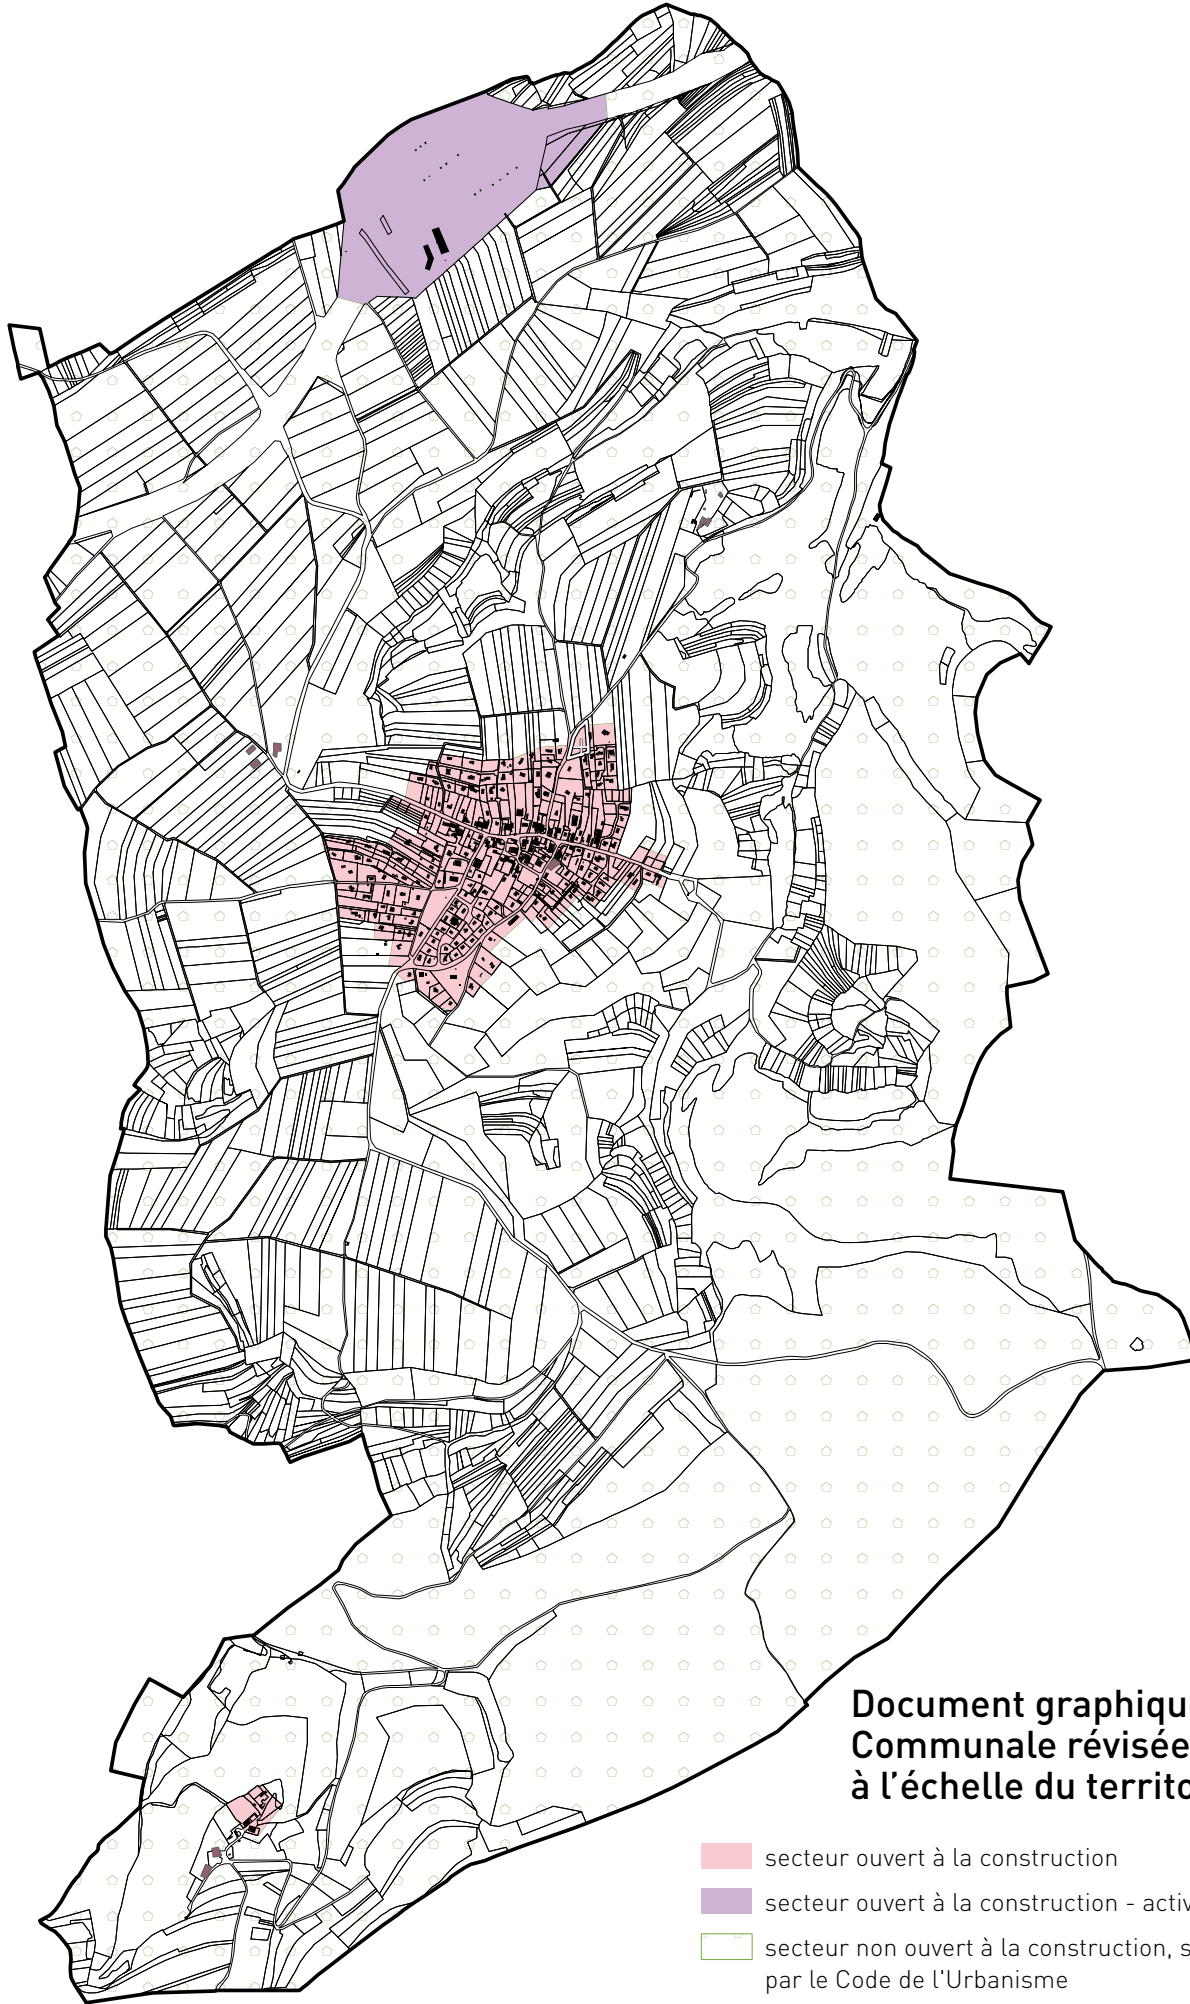 Document graphiqu
Communale révisée
à l’échelle du territo
secteur ouvert à la construction
secteur ouvert à la construction - activ
secteur non ouvert à la construction, s
par le Code de l'Urbanisme